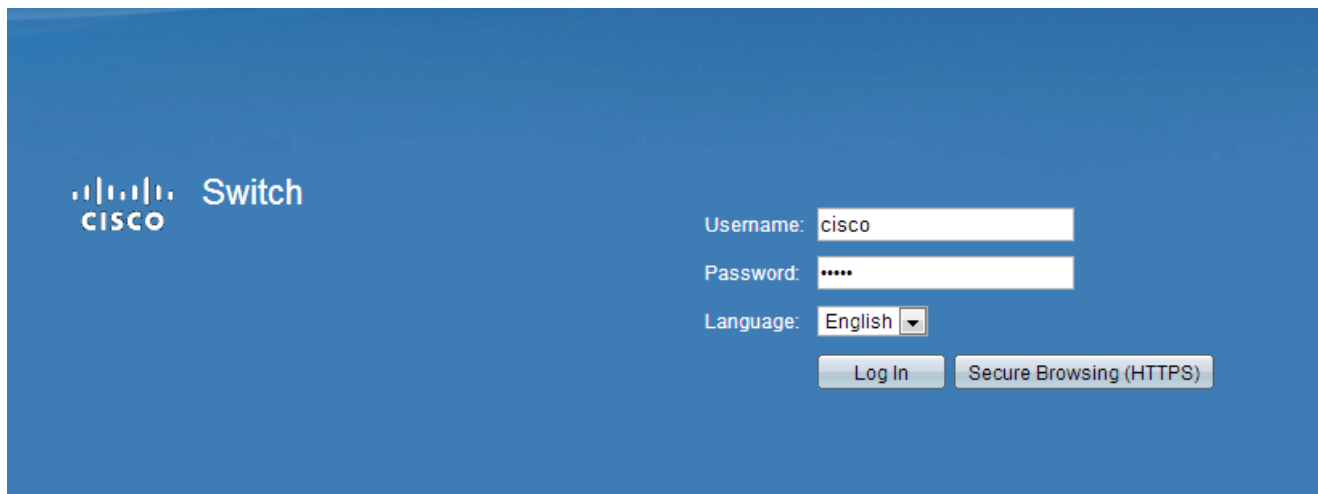 CISCO
Switch
Username: cisco
Password: •••••
Language: English
Log In
Secure Browsing (HTTPS)